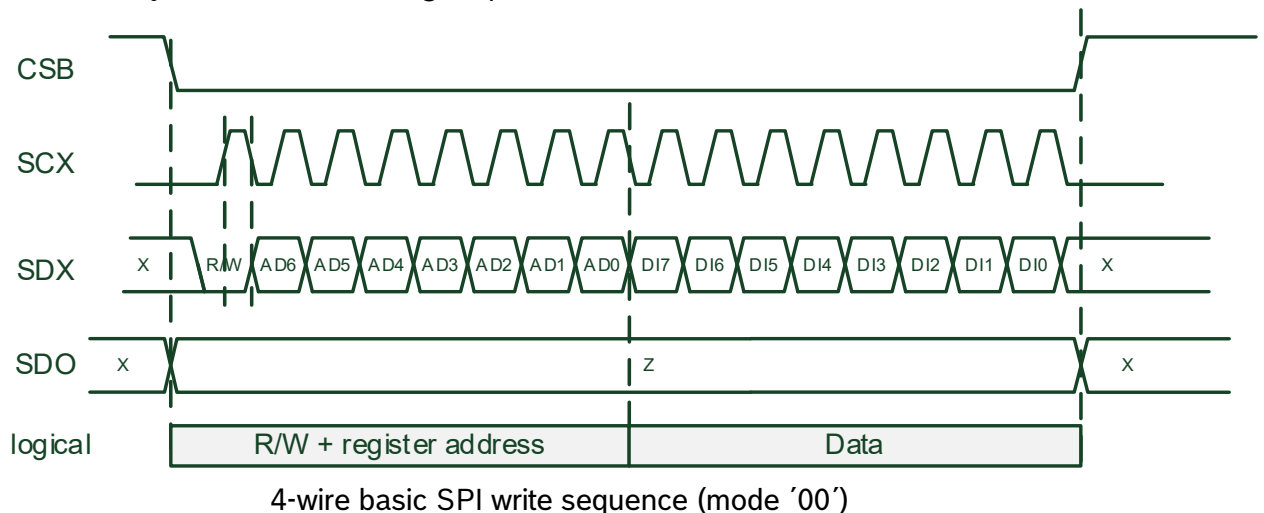 CSB
SCX
SDX X R/W AD6 AD5 AD4 AD3 AD2 AD1 AD0 DI7 DI6 DI5 DI4 DI3 DI2 DI1 DI0 X
SDO X Z X
logical R/W + register address Data
4-wire basic SPI write sequence (mode ´00´)